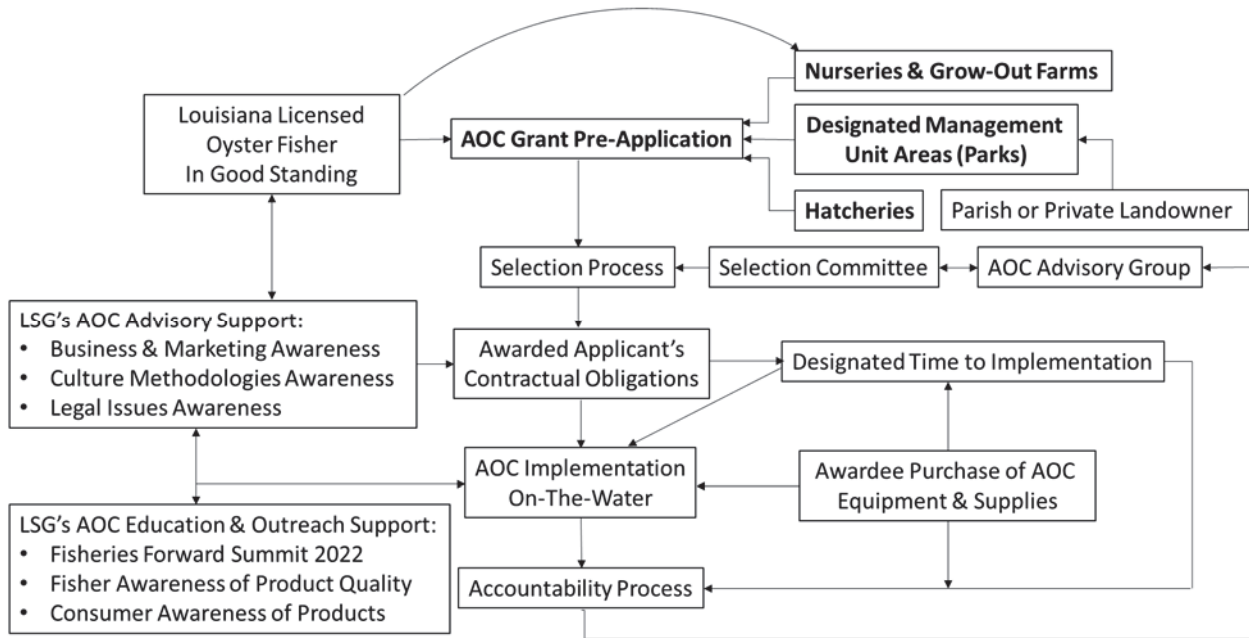 Nurseries & Grow-Out Farms
Louisiana Licensed
Oyster Fisher
In Good Standing
AOC Grant Pre-Application
Designated Management
Unit Areas (Parks)
Hatcheries
Parish or Private Landowner
Selection Process
Selection Committee
AOC Advisory Group
LSG's AOC Advisory Support:
• Business & Marketing Awareness
• Culture Methodologies Awareness
• Legal Issues Awareness
Awarded Applicant's
Contractual Obligations
Designated Time to Implementation
AOC Implementation
On-The-Water
Awardee Purchase of AOC
Equipment & Supplies
LSG's AOC Education & Outreach Support:
• Fisheries Forward Summit 2022
• Fisher Awareness of Product Quality
• Consumer Awareness of Products
Accountability Process